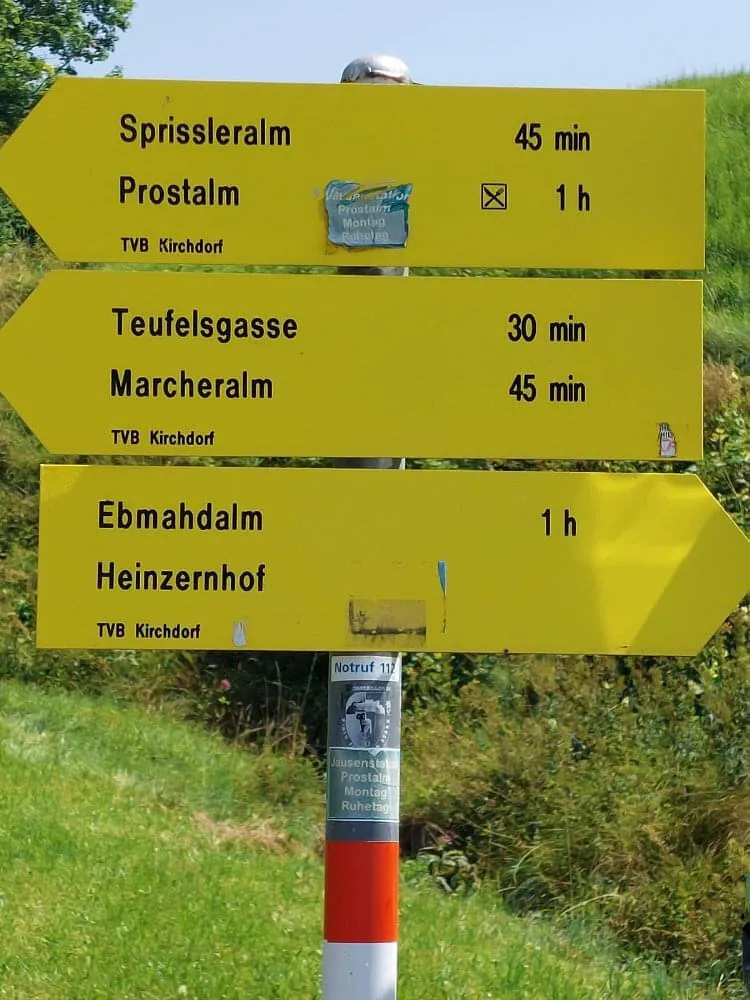 Sprissleralm 45 min
Prostalm 1 h
TVB Kirchdorf
Prostalm
Montag
Ruhetag
Teufelsgasse 30 min
Marcheralm 45 min
TVB Kirchdorf
Ebmahdalm 1 h
Heinzernhof
TVB Kirchdorf
Notruf 112
Prostalm
Montag
Ruhetag